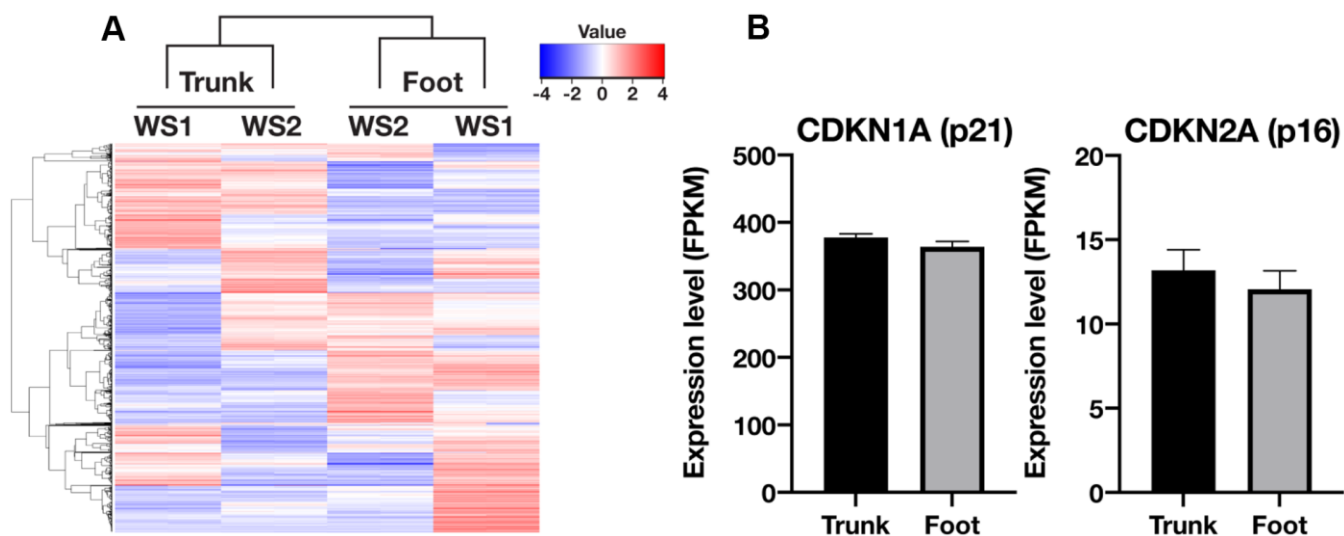 A
Value
-4 -2 0 2 4
Trunk Foot
WS1 WS2 WS2 WS1
B
CDKN1A (p21)
Expression level (FPKM)
500
400
300
400
100
0
Trunk Foot
CDKN2A (p16)
Expression level (FPKM)
20
15
10
5
0
Trunk Foot